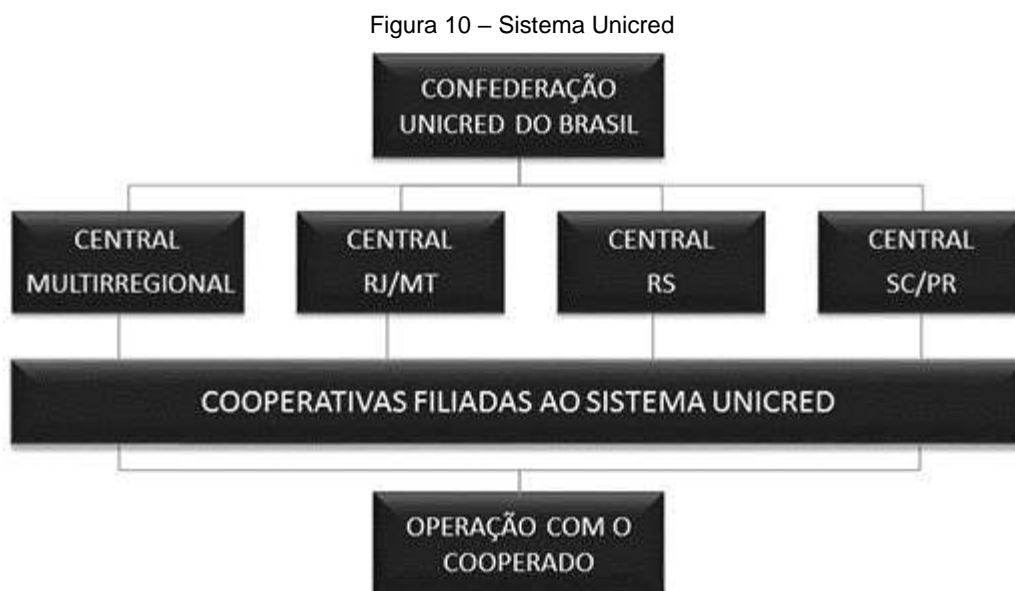 Figura 10 – Sistema Unicred
CONFEDERAÇÃO
UNICRED DO BRASIL
CENTRAL
MULTIRREGIONAL
CENTRAL
RJ/MT
CENTRAL
RS
CENTRAL
SC/PR
COOPERATIVAS FILIADAS AO SISTEMA UNICRED
OPERAÇÃO COM O
COOPERADO